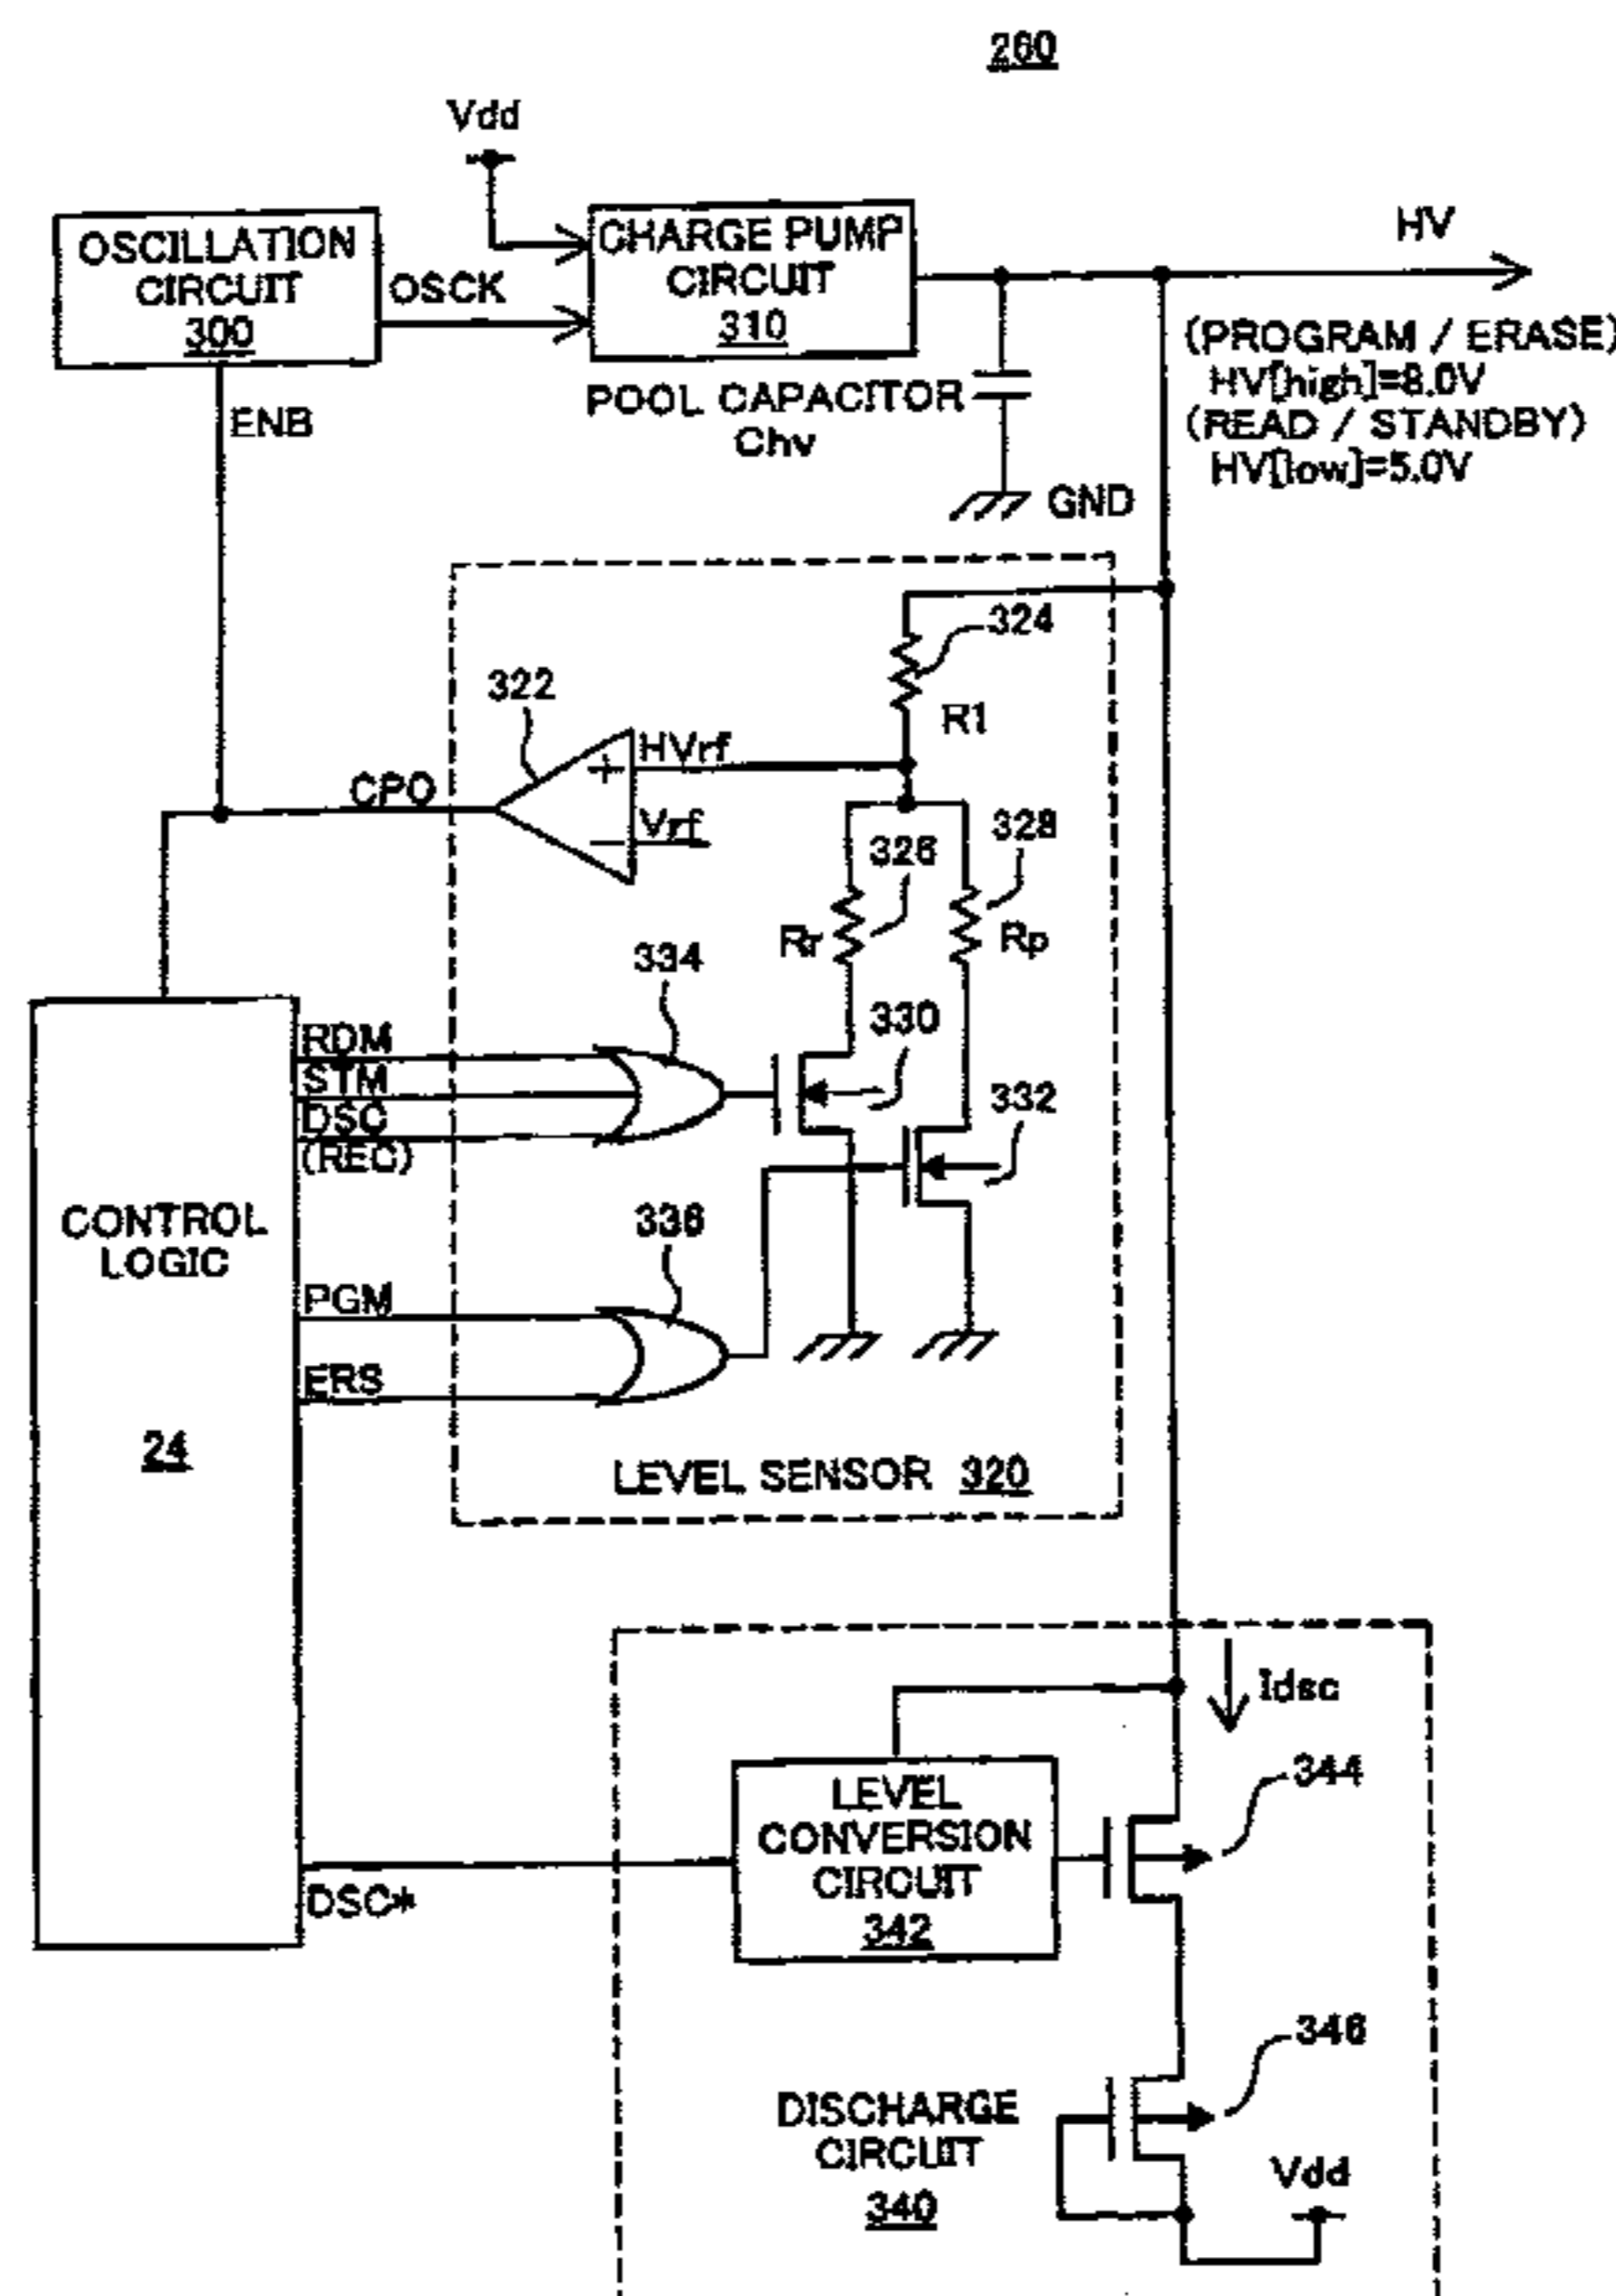 260
Vdd
OSCILLATION
CIRCUIT
300
OSCK
CHARGE PUMP
CIRCUIT
310
HV
(PROGRAM / ERASE)
HV[high]=8.0V
(READ / STANDBY)
HV[low]=5.0V
ENB
POOL CAPACITOR
Chv
GND
324
R1
322
HVrf
CPO
Vrf
326
328
Rr
Rp
334
330
332
RDM
STM
DSC
(REC)
CONTROL
LOGIC
24
336
PGM
ERS
LEVEL SENSOR 320
Idsc
344
LEVEL
CONVERSION
CIRCUIT
342
DSC*
346
DISCHARGE
CIRCUIT
340
Vdd